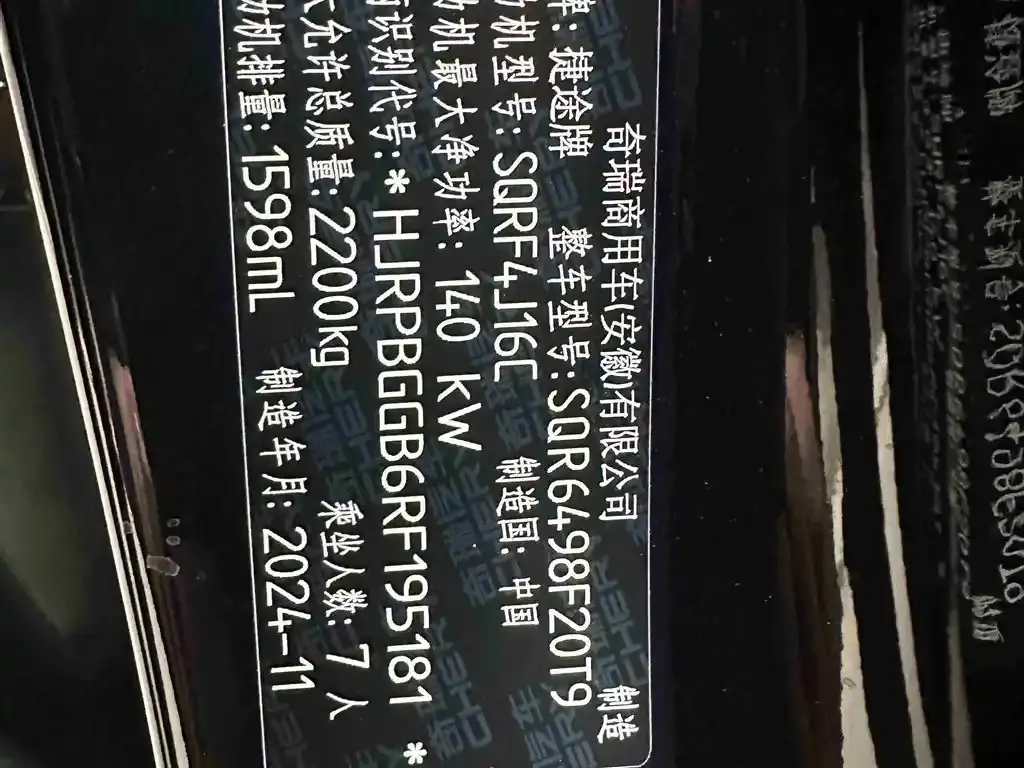 奇瑞商用车(安徽)有限公司 制造
牌: 捷途牌 整车型号: SQR6498F20T9
机型号: SQRF4J16C 制造国: 中国
机最大净功率: 140 kW
识别代号: * HJRPBGGB6RF195181 *
允许总质量: 2200kg 乘坐人数: 7 人
机排量: 1598mL 制造年月: 2024-11